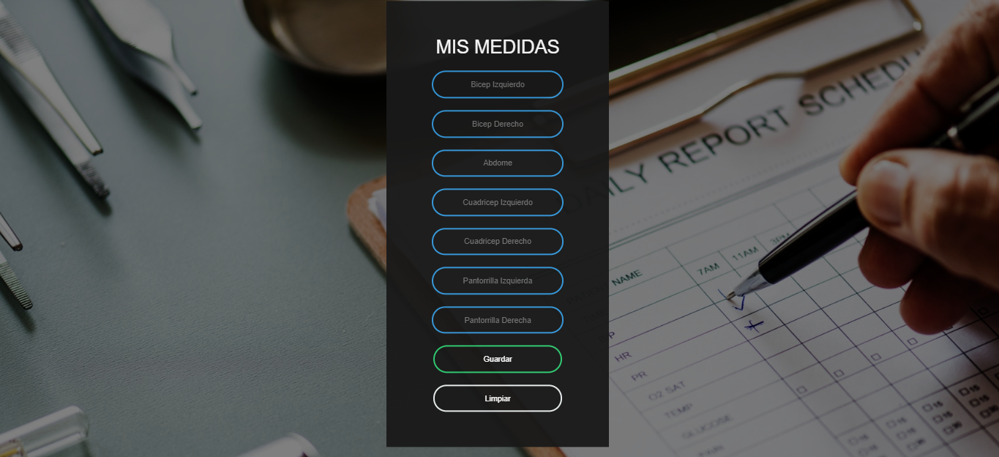 MIS MEDIDAS
Bicep Izquierdo
Bicep Derecho
Abdome
Cuadricep Izquierdo
Cuadricep Derecho
Pantorrilla Izquierda
Pantorrilla Derecha
Guardar
Limpiar
DAILY REPORT SCHEDU
NAME
7AM
11AM
3PM
HR
PR
O2 SAT
TEMP
GLUCOSE